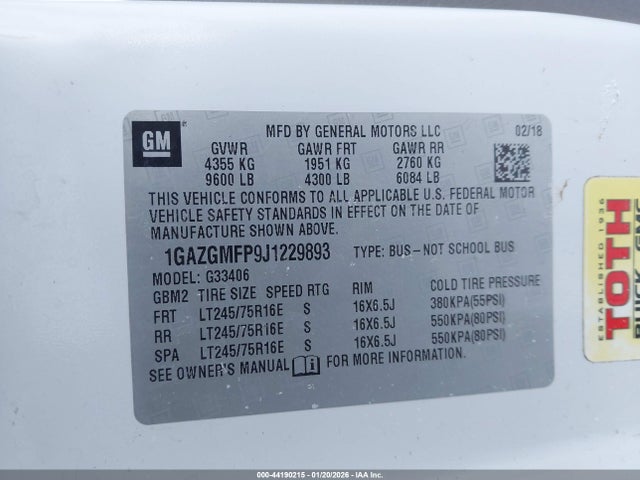 GM
MFD BY GENERAL MOTORS LLC 02/18
GVWR GAWR FRT GAWR RR
4355 KG 1951 KG 2760 KG
9600 LB 4300 LB 6084 LB
THIS VEHICLE CONFORMS TO ALL APPLICABLE U.S. FEDERAL MOTOR
VEHICLE SAFETY STANDARDS IN EFFECT ON THE DATE OF
MANUFACTURE SHOWN ABOVE.
1GAZGMFP9J1229893 TYPE: BUS–NOT SCHOOL BUS
MODEL: G33406
GBM2 TIRE SIZE SPEED RTG RIM COLD TIRE PRESSURE
FRT LT245/75R16E S 16X6.5J 380KPA(55PSI)
RR LT245/75R16E S 16X6.5J 550KPA(80PSI)
SPA LT245/75R16E S 16X6.5J 550KPA(80PSI)
SEE OWNER'S MANUAL i FOR MORE INFORMATION.
ESTABLISHED 1936
TOTH
BUICK GMC
000-44190215 - 01/20/2026 - IAAI.COM